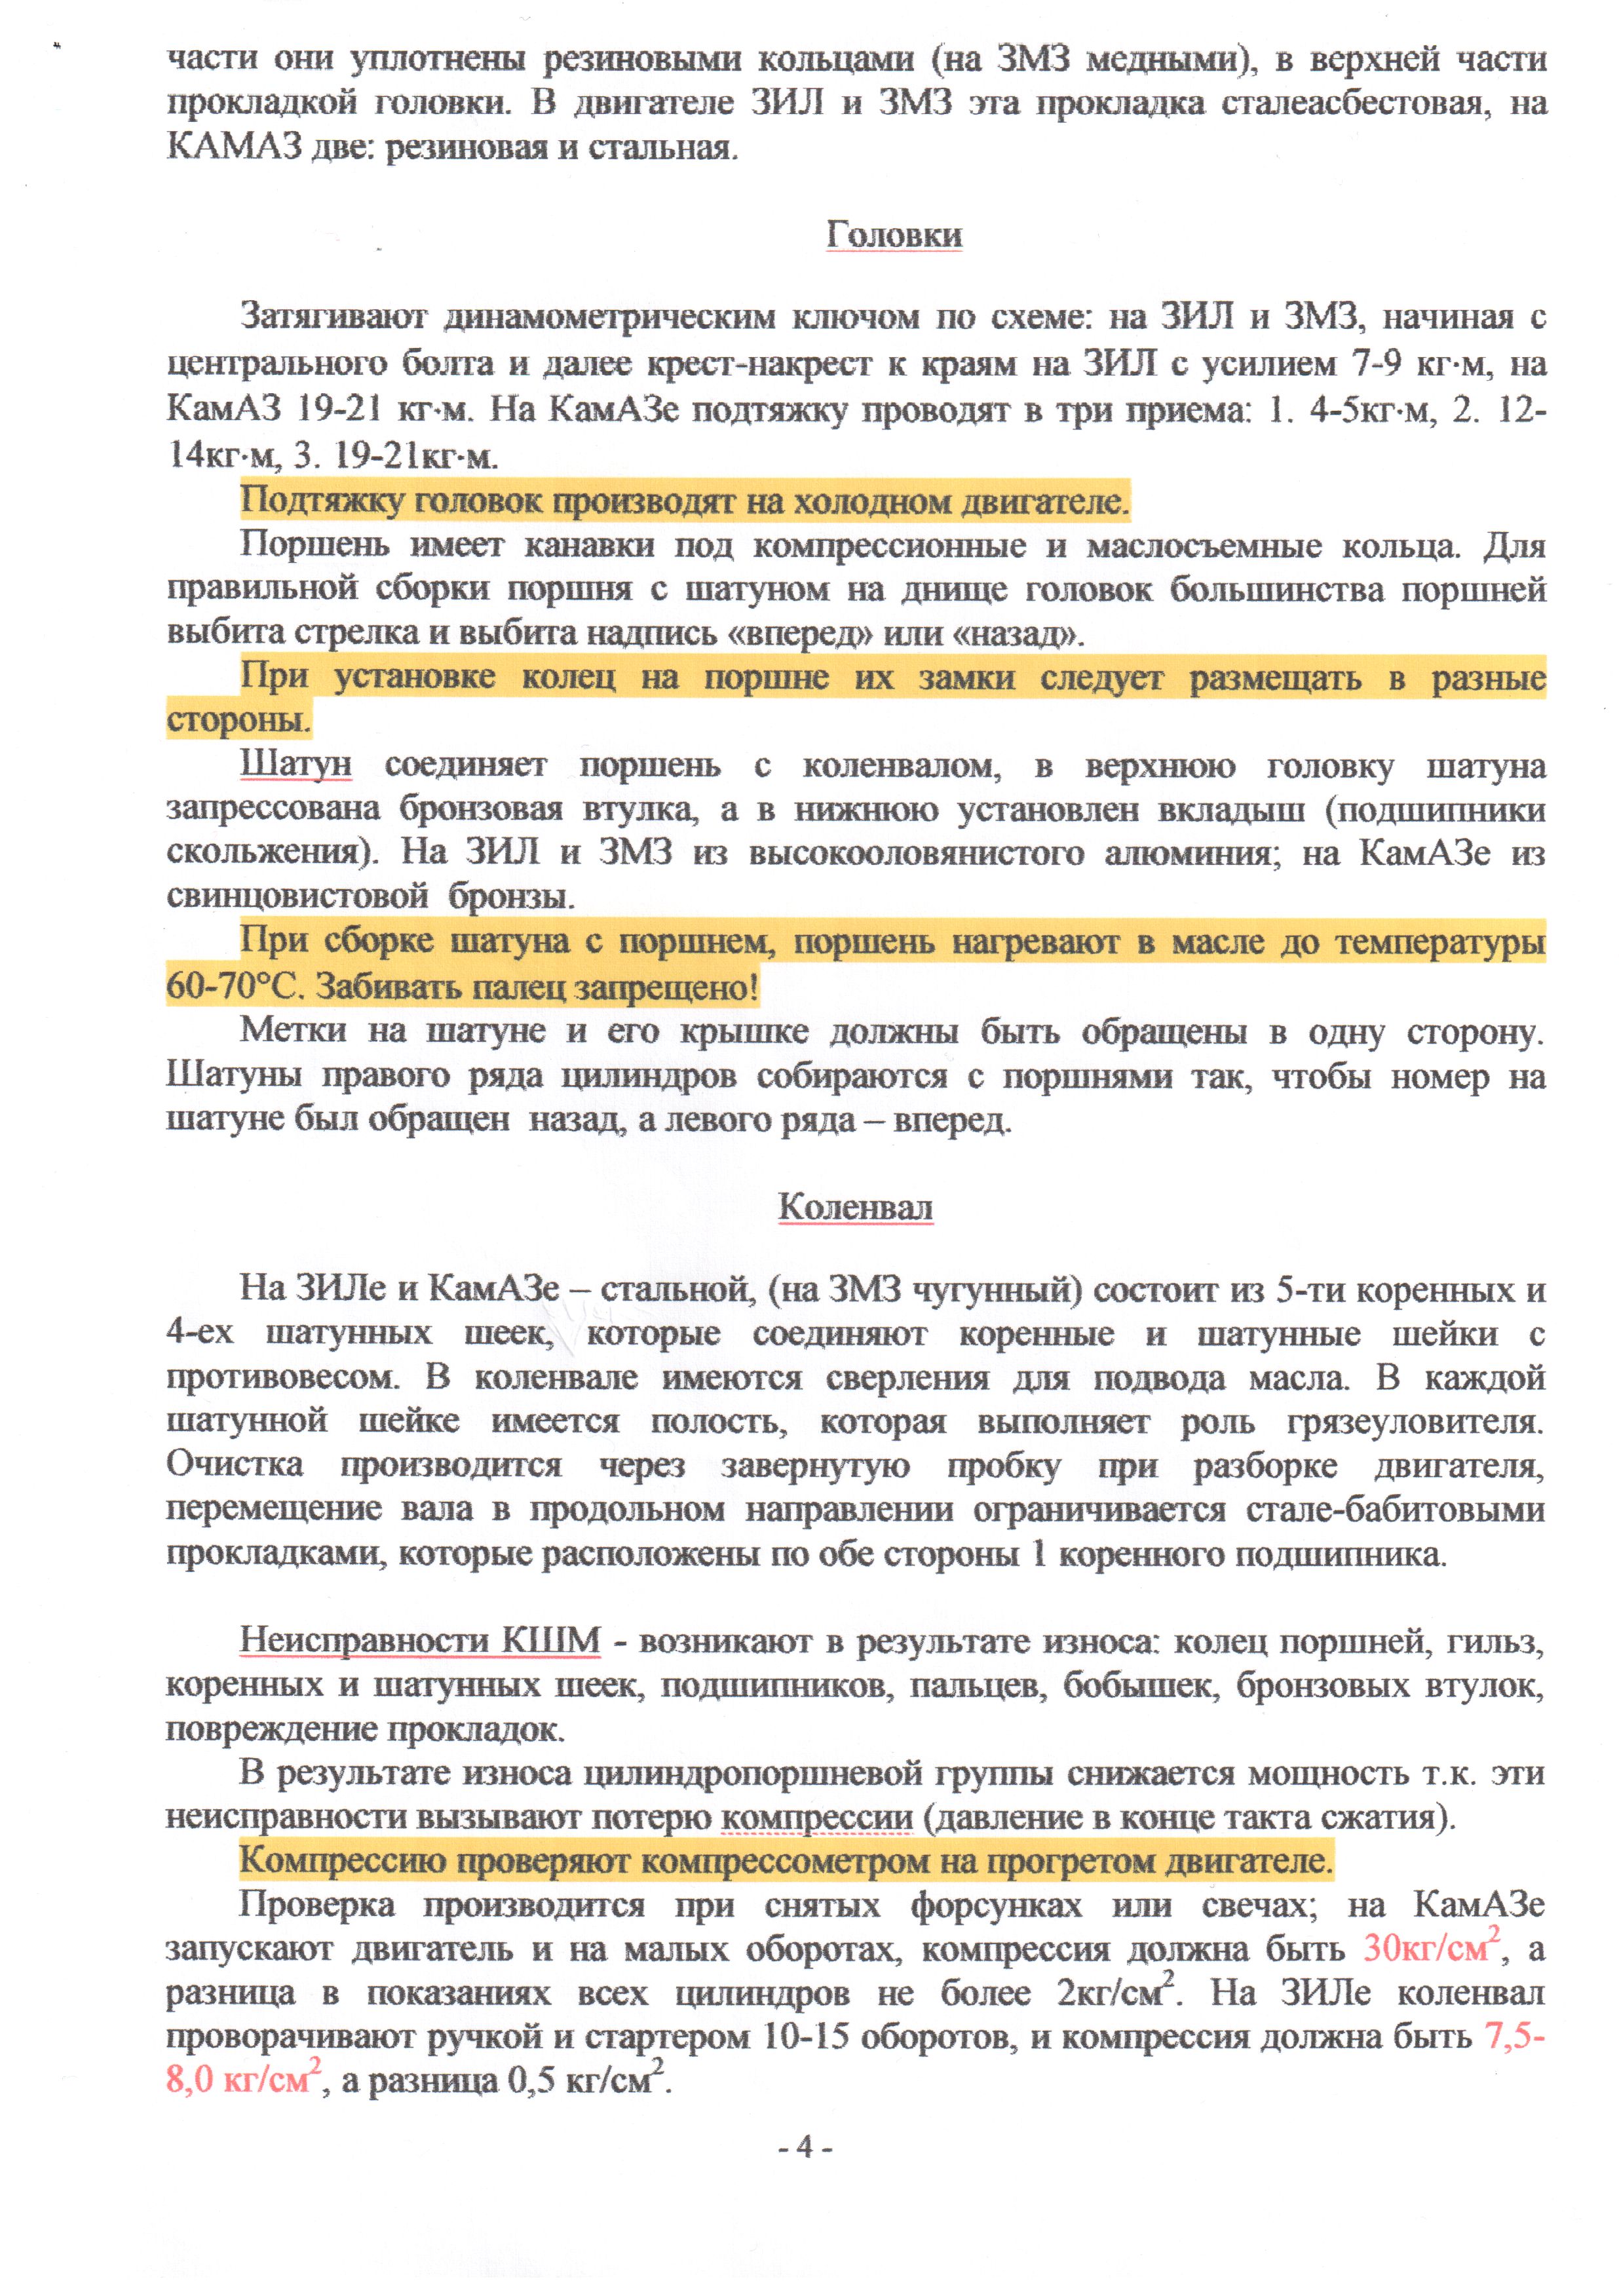 части они уплотнены резиновыми кольцами (на ЗМЗ медными), в верхней части
прокладкой головки. В двигателе ЗИЛ и ЗМЗ эта прокладка сталеасбестовая, на
КАМАЗ две: резиновая и стальная.
Головки
Затягивают динамометрическим ключом по схеме: на ЗИЛ и ЗМЗ, начиная с
центрального болта и далее крест-накрест к краям на ЗИЛ с усилием 7-9 кг·м, на
КамАЗ 19-21 кг·м. На КамАЗе подтяжку проводят в три приема: 1. 4-5кг·м, 2. 12-
14кг·м, 3. 19-21кг·м.
Подтяжку головок производят на холодном двигателе.
Поршень имеет канавки под компрессионные и маслосъемные кольца. Для
правильной сборки поршня с шатуном на днище головок большинства поршней
выбита стрелка и выбита надпись «вперед» или «назад».
При установке колец на поршне их замки следует размещать в разные
стороны.
Шатун соединяет поршень с коленвалом, в верхнюю головку шатуна
запрессована бронзовая втулка, а в нижнюю установлен вкладыш (подшипники
скольжения). На ЗИЛ и ЗМЗ из высокооловянистого алюминия; на КамАЗе из
свинцовистовой бронзы.
При сборке шатуна с поршнем, поршень нагревают в масле до температуры
60-70°С. Забивать палец запрещено!
Метки на шатуне и его крышке должны быть обращены в одну сторону.
Шатуны правого ряда цилиндров собираются с поршнями так, чтобы номер на
шатуне был обращен назад, а левого ряда – вперед.
Коленвал
На ЗИЛе и КамАЗе – стальной, (на ЗМЗ чугунный) состоит из 5-ти коренных и
4-ех шатунных шеек, которые соединяют коренные и шатунные шейки с
противовесом. В коленвале имеются сверления для подвода масла. В каждой
шатунной шейке имеется полость, которая выполняет роль грязеуловителя.
Очистка производится через завернутую пробку при разборке двигателя,
перемещение вала в продольном направлении ограничивается стале-бабитовыми
прокладками, которые расположены по обе стороны 1 коренного подшипника.
Неисправности КШМ - возникают в результате износа: колец поршней, гильз,
коренных и шатунных шеек, подшипников, пальцев, бобышек, бронзовых втулок,
повреждение прокладок.
В результате износа цилиндропоршневой группы снижается мощность т.к. эти
неисправности вызывают потерю компрессии (давление в конце такта сжатия).
Компрессию проверяют компрессометром на прогретом двигателе.
Проверка производится при снятых форсунках или свечах; на КамАЗе
запускают двигатель и на малых оборотах, компрессия должна быть 30кг/см², а
разница в показаниях всех цилиндров не более 2кг/см². На ЗИЛе коленвал
проворачивают ручкой и стартером 10-15 оборотов, и компрессия должна быть 7,5-
8,0 кг/см², а разница 0,5 кг/см².
- 4 -